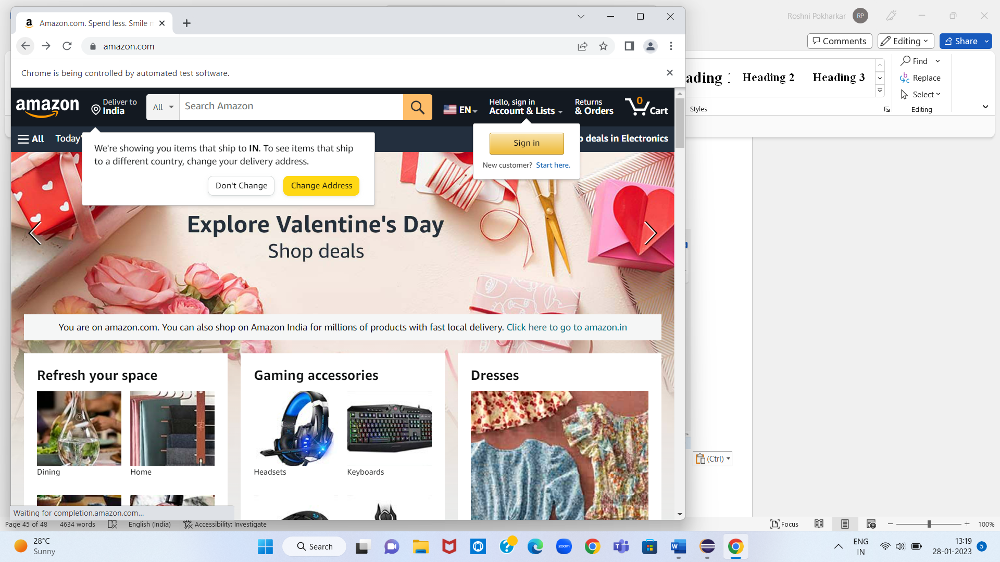 Amazon.com. Spend less. Smile
Roshni Pokharkar RP
amazon.com
Comments Editing Share
Chrome is being controlled by automated test software.
Find
Heading 2 Heading 3
Replace
Select
Styles
Editing
amazon
Deliver to
India
All
Search Amazon
EN
Hello, sign in
Account & Lists
Returns
& Orders
0
Cart
All Today'
deals in Electronics
We're showing you items that ship to IN. To see items that ship
to a different country, change your delivery address.
Don't Change Change Address
Sign in
New customer? Start here.
Explore Valentine's Day
Shop deals
You are on amazon.com. You can also shop on Amazon India for millions of products with fast local delivery. Click here to go to amazon.in
Refresh your space
Gaming accessories
Dresses
Dining
Home
Headsets
Keyboards
(Ctrl)
Waiting for completion.amazon.com...
Page 45 of 48 4634 words English (India) Accessibility: Investigate
Focus
100%
28°C
Sunny
Search
zoom
ENG
IN
13:19
28-01-2023
5